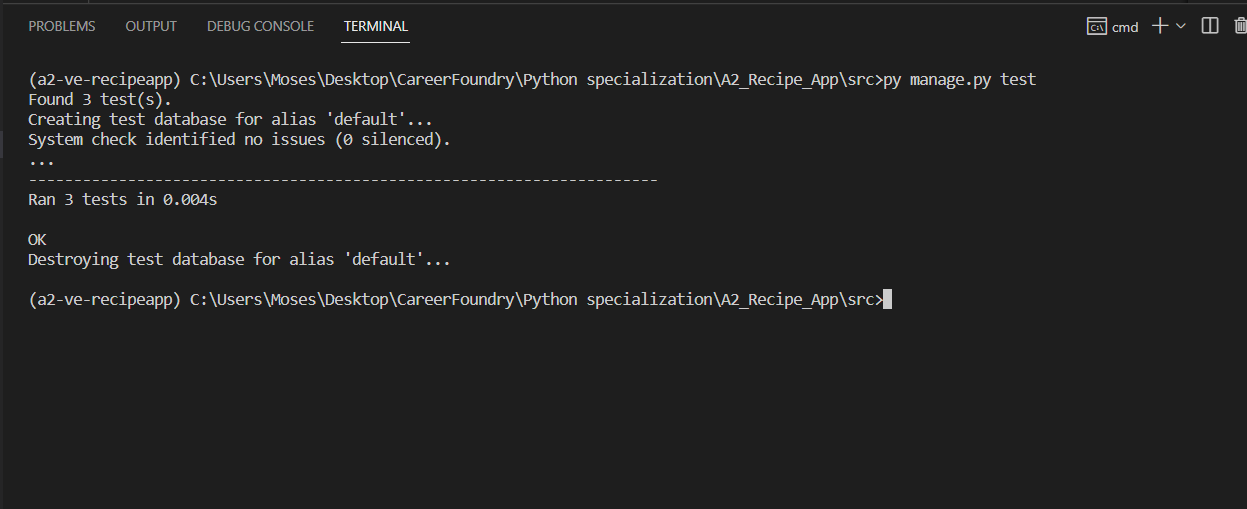 PROBLEMS OUTPUT DEBUG CONSOLE TERMINAL cmd
(a2-ve-recipeapp) C:\Users\Moses\Desktop\CareerFoundry\Python specialization\A2_Recipe_App\src>py manage.py test
Found 3 test(s).
Creating test database for alias 'default'...
System check identified no issues (0 silenced).
...
----------------------------------------------------------------------
Ran 3 tests in 0.004s
OK
Destroying test database for alias 'default'...
(a2-ve-recipeapp) C:\Users\Moses\Desktop\CareerFoundry\Python specialization\A2_Recipe_App\src>